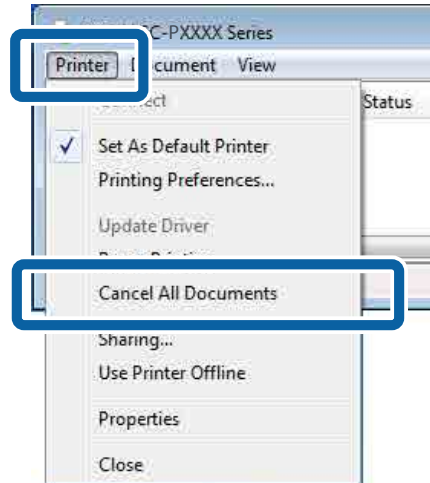 C-PXXXX Series
Printer Document View
Status
Set As Default Printer
Printing Preferences...
Update Driver
Cancel All Documents
Sharing...
Use Printer Offline
Properties
Close